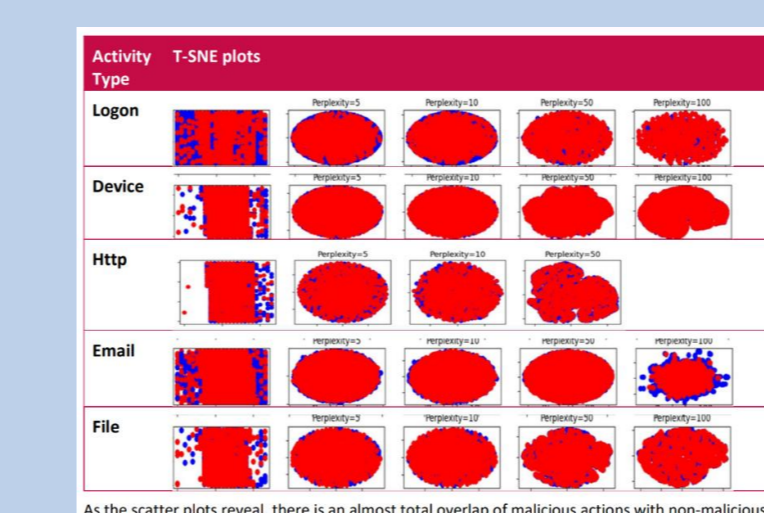 Activity Type T-SNE plots
Logon Perplexity=5 Perplexity=10 Perplexity=50 Perplexity=100
Device Perplexity=5 Perplexity=10 Perplexity=50 Perplexity=100
Http Perplexity=5 Perplexity=10 Perplexity=50
Email Perplexity=5 Perplexity=10 Perplexity=50 Perplexity=100
File Perplexity=5 Perplexity=10 Perplexity=50 Perplexity=100
As the scatter plots reveal, there is an almost total overlap of malicious actions with non-malicious